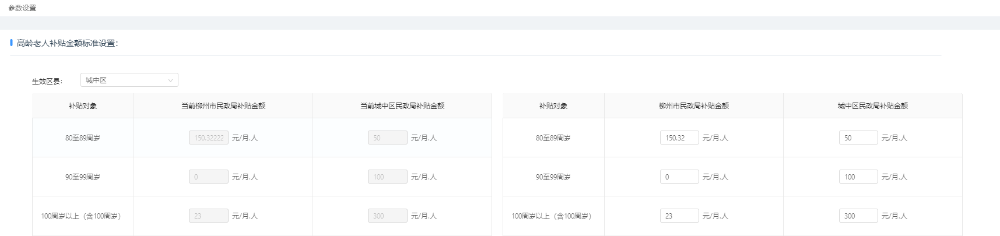 参数设置
高龄老人补贴金额标准设置：
生效区县： 城中区
补贴对象 当前柳州市民政局补贴金额 当前城中区民政局补贴金额 补贴对象 柳州市民政局补贴金额 城中区民政局补贴金额
80至89周岁 150.32222 元/月.人 50 元/月.人 80至89周岁 150.32 元/月.人 50 元/月.人
90至99周岁 0 元/月.人 100 元/月.人 90至99周岁 0 元/月.人 100 元/月.人
100周岁以上（含100周岁） 23 元/月.人 300 元/月.人 100周岁以上（含100周岁） 23 元/月.人 300 元/月.人